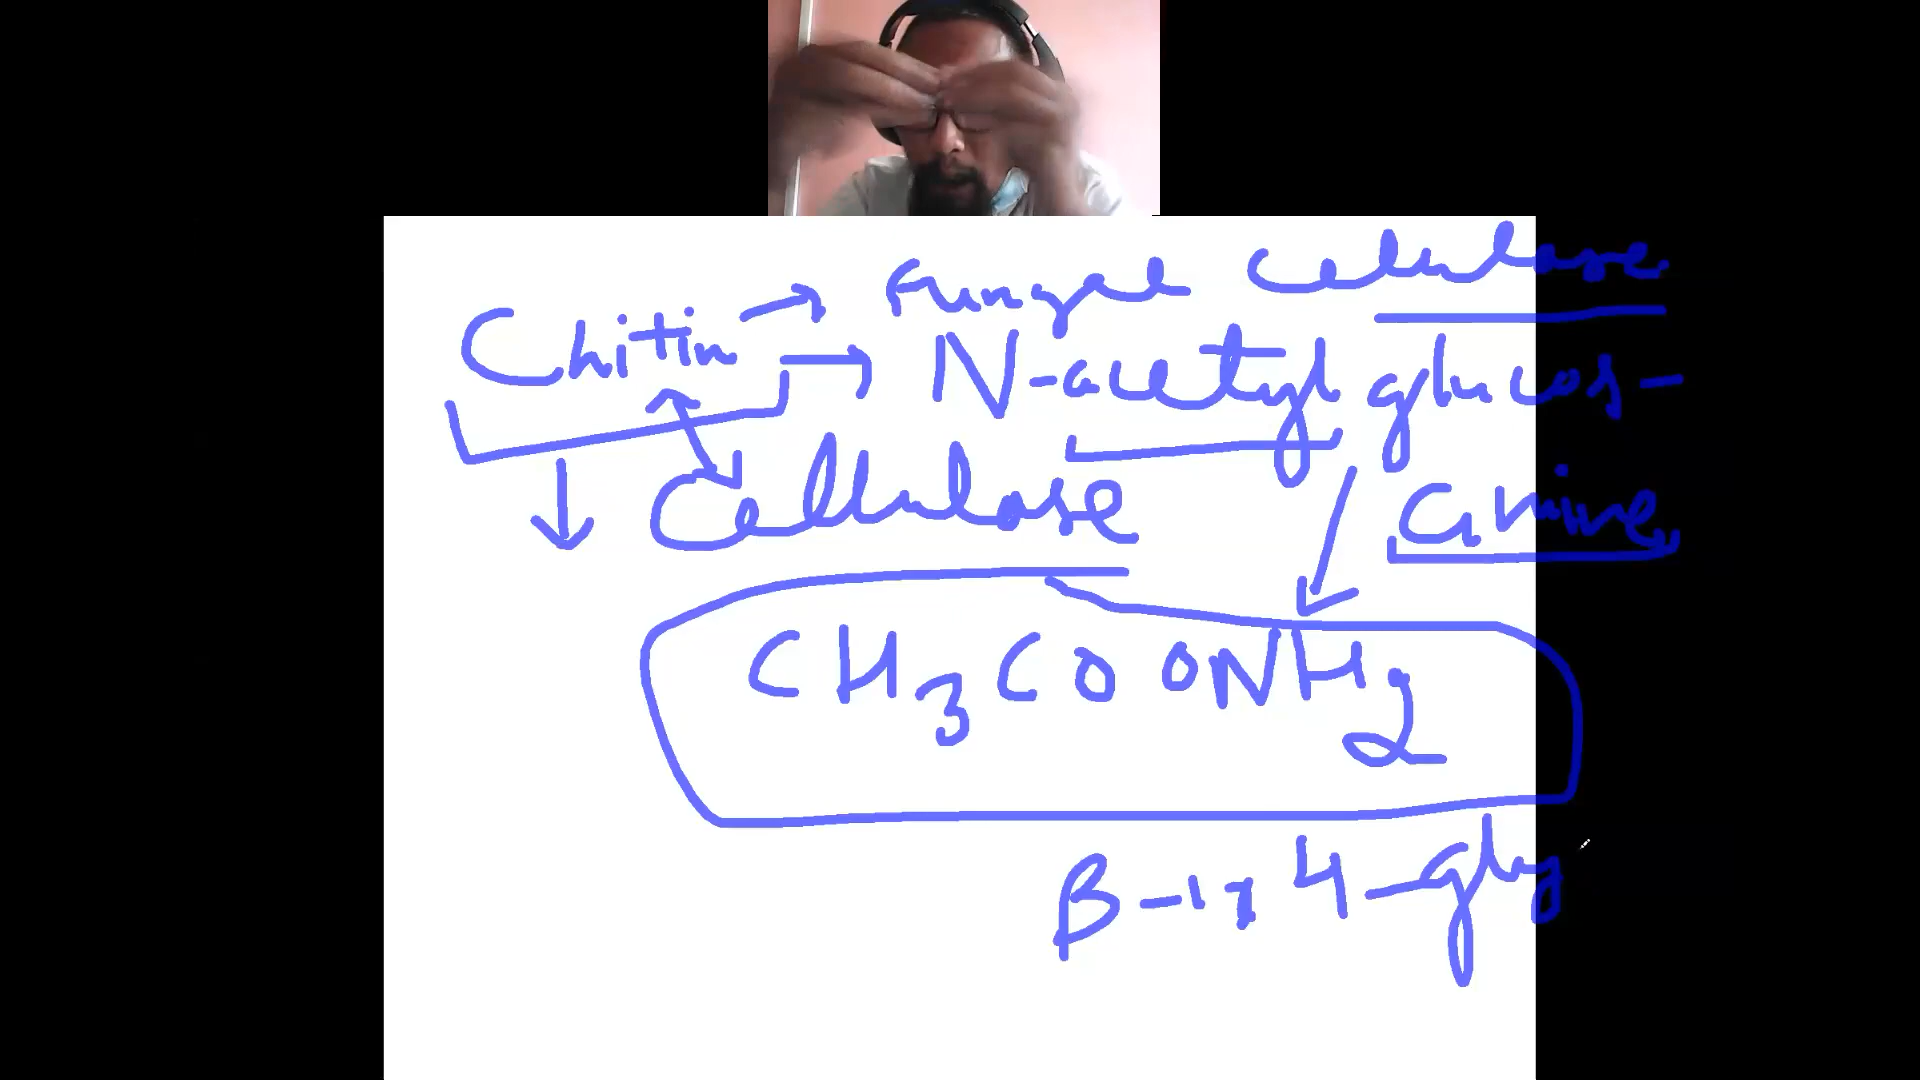 Chitin → Fungal Cellulose
→ N-acetyl glucos-
amine
Cellulose
CH3COONH2
B-1,4-gly